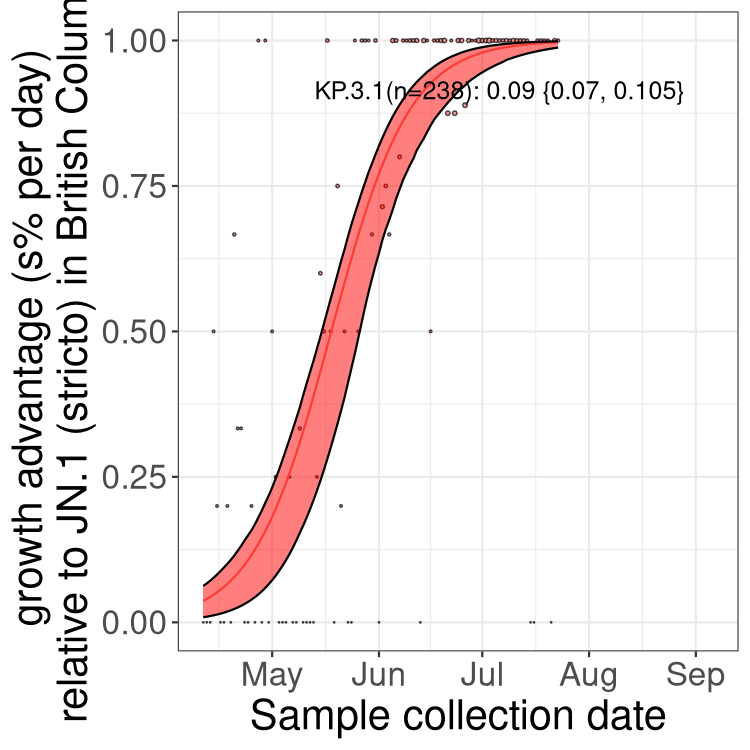 growth advantage (s% per day)
relative to JN.1 (stricto) in British Colum
1.00
0.75
0.50
0.25
0.00
KP.3.1(n=238): 0.09 {0.07, 0.105}
May Jun Jul Aug Sep
Sample collection date